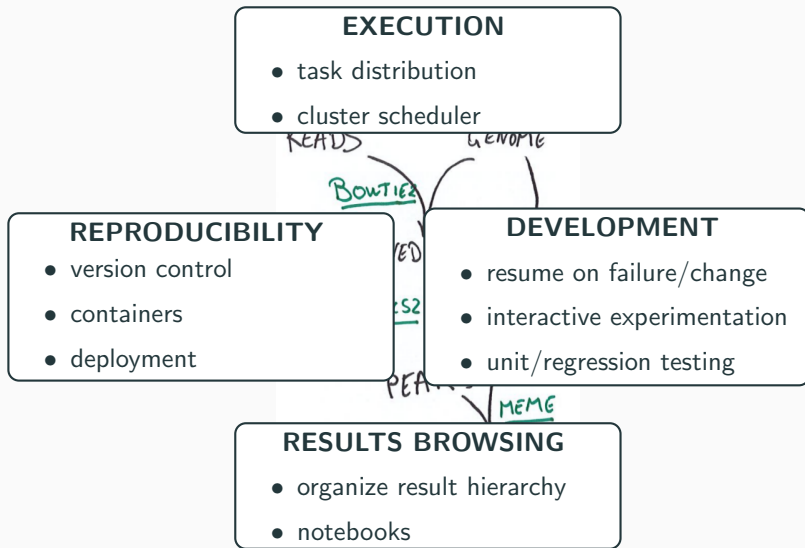 EXECUTION
• task distribution
• cluster scheduler
READS GENOME
BOWTIE2
REPRODUCIBILITY
• version control
• containers
• deployment
DEVELOPMENT
• resume on failure/change
• interactive experimentation
• unit/regression testing
MEME
RESULTS BROWSING
• organize result hierarchy
• notebooks